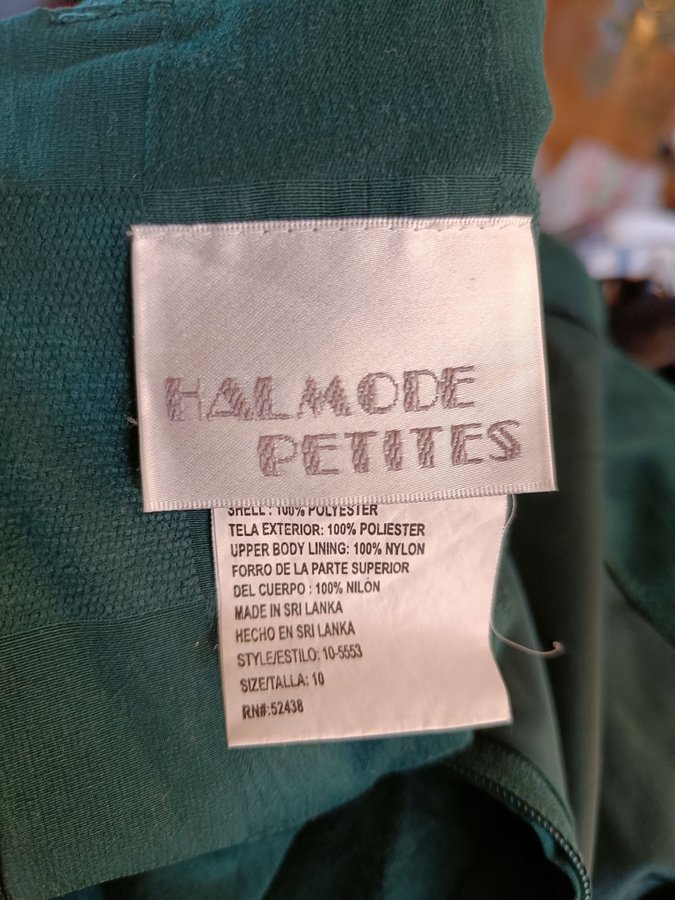 HALMODE
PETITES
SHELL : 100% POLYESTER
TELA EXTERIOR: 100% POLIESTER
UPPER BODY LINING: 100% NYLON
FORRO DE LA PARTE SUPERIOR
DEL CUERPO : 100% NILÓN
MADE IN SRI LANKA
HECHO EN SRI LANKA
STYLE/ESTILO: 10-5553
SIZE/TALLA: 10
RN#:52438